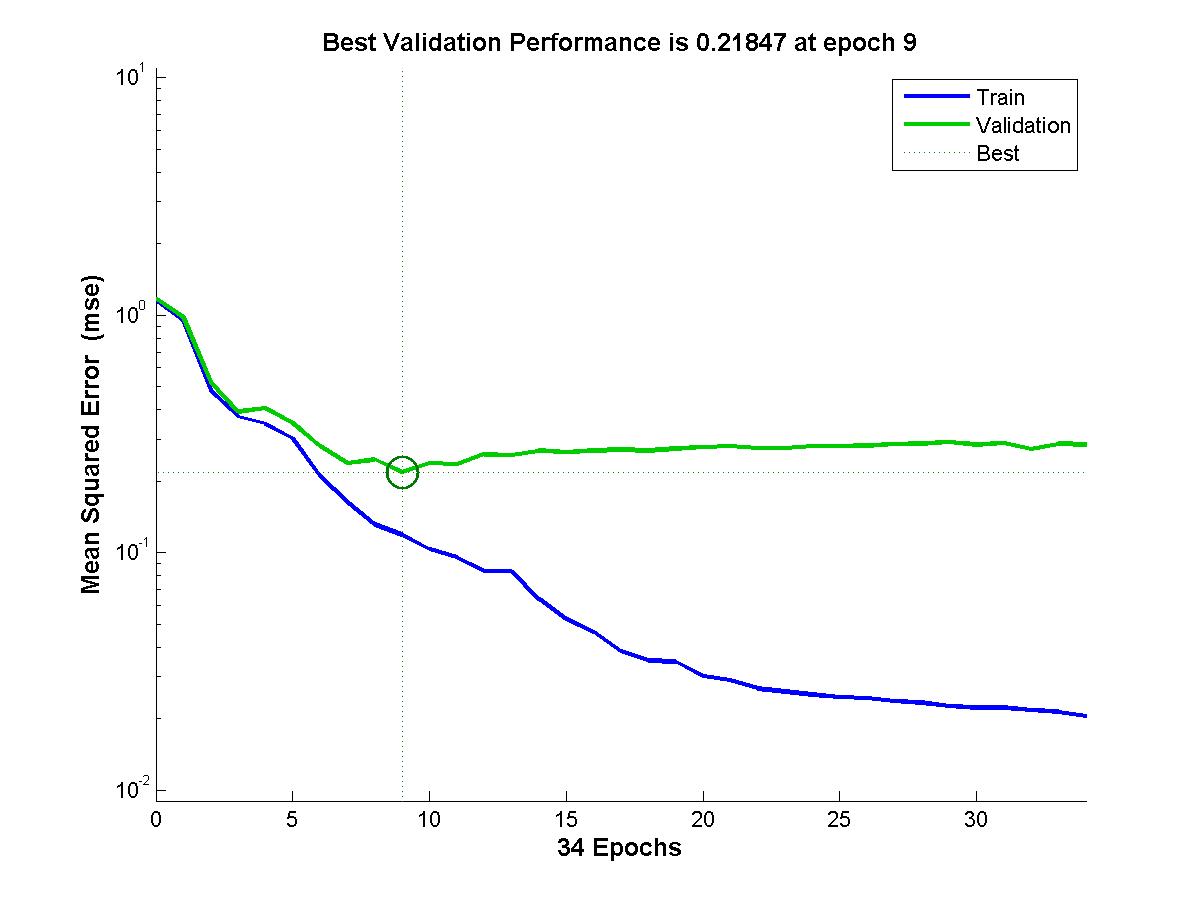 Best Validation Performance is 0.21847 at epoch 9
10^1
Train
Validation
Best
10^0
Mean Squared Error (mse)
10^-1
10^-2
0 5 10 15 20 25 30
34 Epochs